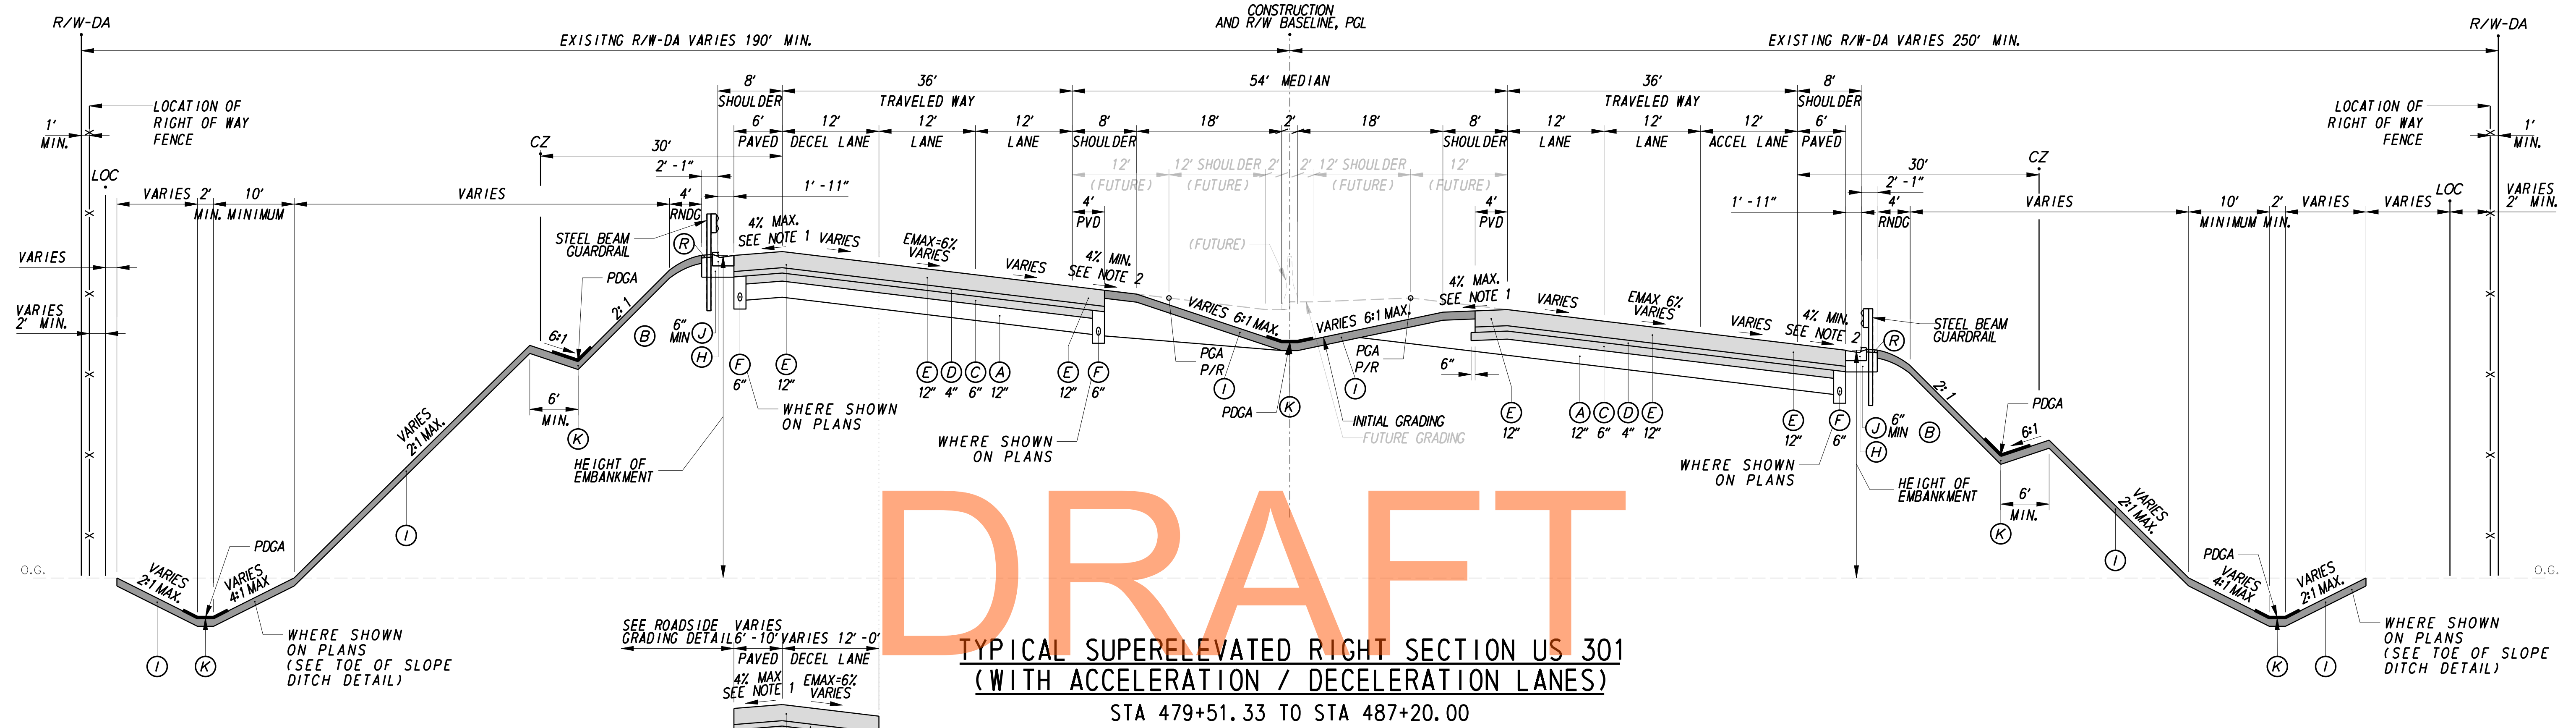 CONSTRUCTION
AND R/W BASELINE, PGL
R/W-DA
R/W-DA
EXISITNG R/W-DA VARIES 190' MIN.
EXISTING R/W-DA VARIES 250' MIN.
8' 36' 54' MEDIAN 36' 8'
SHOULDER TRAVELED WAY TRAVELED WAY SHOULDER
LOCATION OF
RIGHT OF WAY
FENCE
LOCATION OF
RIGHT OF WAY
FENCE
1'
MIN.
1'
MIN.
6' 12' 12' 12' 8' 18' 2' 18' 8' 12' 12' 12' 6'
PAVED DECEL LANE LANE LANE SHOULDER SHOULDER LANE LANE ACCEL LANE PAVED
CZ
30'
2'-1"
30'
CZ
2'-1"
12' 12' SHOULDER 2' 2' 12' SHOULDER 12'
(FUTURE) (FUTURE) (FUTURE) (FUTURE)
LOC
LOC
VARIES 2' 10' VARIES 4' 1'-11"
MIN. MINIMUM RNDG
4' PVD
4' PVD
1'-11" 4' VARIES 10' 2' VARIES VARIES
RNDG MINIMUM MIN.
VARIES
2' MIN.
STEEL BEAM
GUARDRAIL
R
4% MAX.
SEE NOTE 1
VARIES
EMAX=6%
VARIES
VARIES
4% MIN.
SEE NOTE 2
(FUTURE)
4% MAX.
SEE NOTE 1
VARIES
EMAX 6%
VARIES
VARIES
4% MIN.
SEE NOTE 2
STEEL BEAM
GUARDRAIL
R
VARIES
VARIES
2' MIN.
PDGA
6:1
2:1
B
6"
MIN
J
H
VARIES 6:1 MAX.
VARIES 6:1 MAX.
PGA
P/R
PGA
P/R
6"
F
6"
E
12"
E
12"
D
4"
C
6"
A
12"
E
12"
F
6"
I
PDGA
K
I
INITIAL GRADING
FUTURE GRADING
E
12"
A
12"
C
6"
D
4"
E
12"
E
12"
F
6"
J
6"
MIN
H
B
2:1
PDGA
6:1
6'
MIN.
K
WHERE SHOWN
ON PLANS
WHERE SHOWN
ON PLANS
WHERE SHOWN
ON PLANS
HEIGHT OF
EMBANKMENT
HEIGHT OF
EMBANKMENT
6'
MIN.
K
VARIES
2:1 MAX.
I
VARIES
2:1 MAX.
I
O.G.
O.G.
PDGA
VARIES
2:1 MAX.
VARIES
4:1 MAX
I
K
WHERE SHOWN
ON PLANS
(SEE TOE OF SLOPE
DITCH DETAIL)
PDGA
VARIES
4:1 MAX
VARIES
2:1 MAX.
K
I
WHERE SHOWN
ON PLANS
(SEE TOE OF SLOPE
DITCH DETAIL)
DRAFT
SEE ROADSIDE
GRADING DETAIL
VARIES
6'-10'
VARIES 12'-0'
PAVED DECEL LANE
4% MAX
SEE NOTE 1
EMAX=6%
VARIES
TYPICAL SUPERELEVATED RIGHT SECTION US 301
(WITH ACCELERATION / DECELERATION LANES)
STA 479+51.33 TO STA 487+20.00